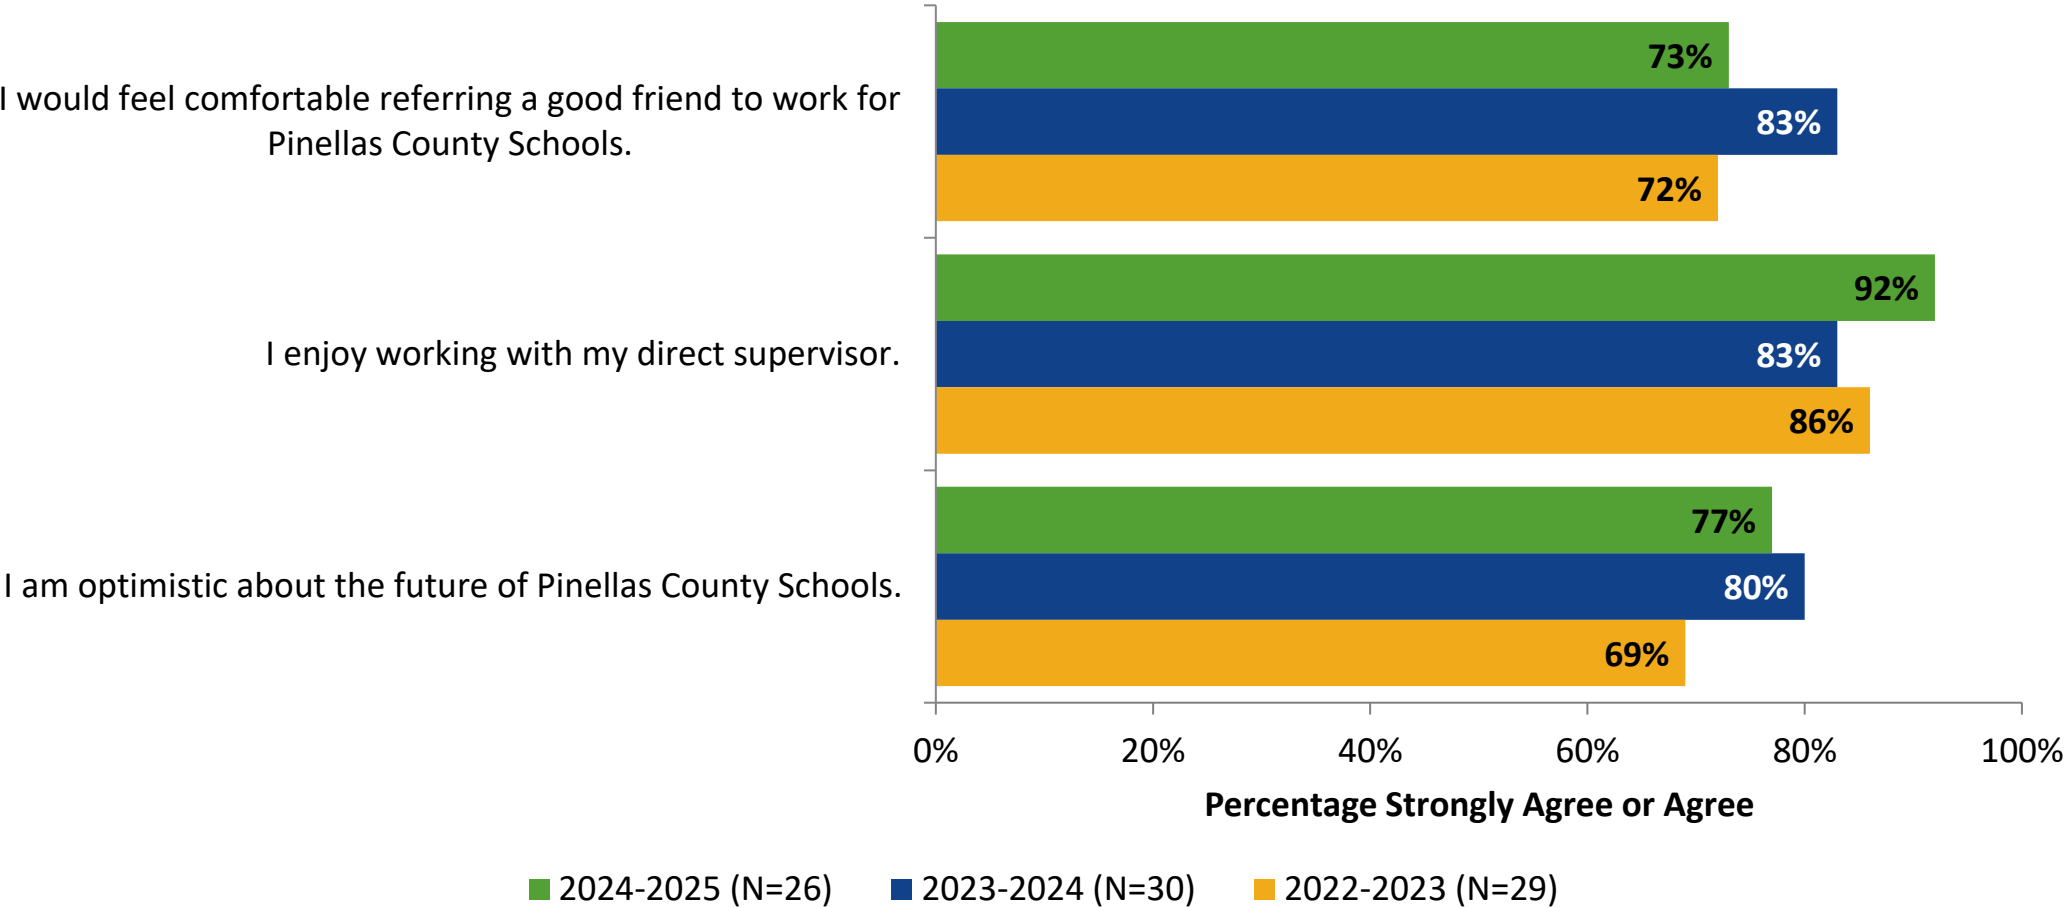 73%
I would feel comfortable referring a good friend to work for
Pinellas County Schools.
83%
72%
92%
I enjoy working with my direct supervisor.
83%
86%
77%
I am optimistic about the future of Pinellas County Schools.
80%
69%
0% 20% 40% 60% 80% 100%
Percentage Strongly Agree or Agree
2024-2025 (N=26) 2023-2024 (N=30) 2022-2023 (N=29)